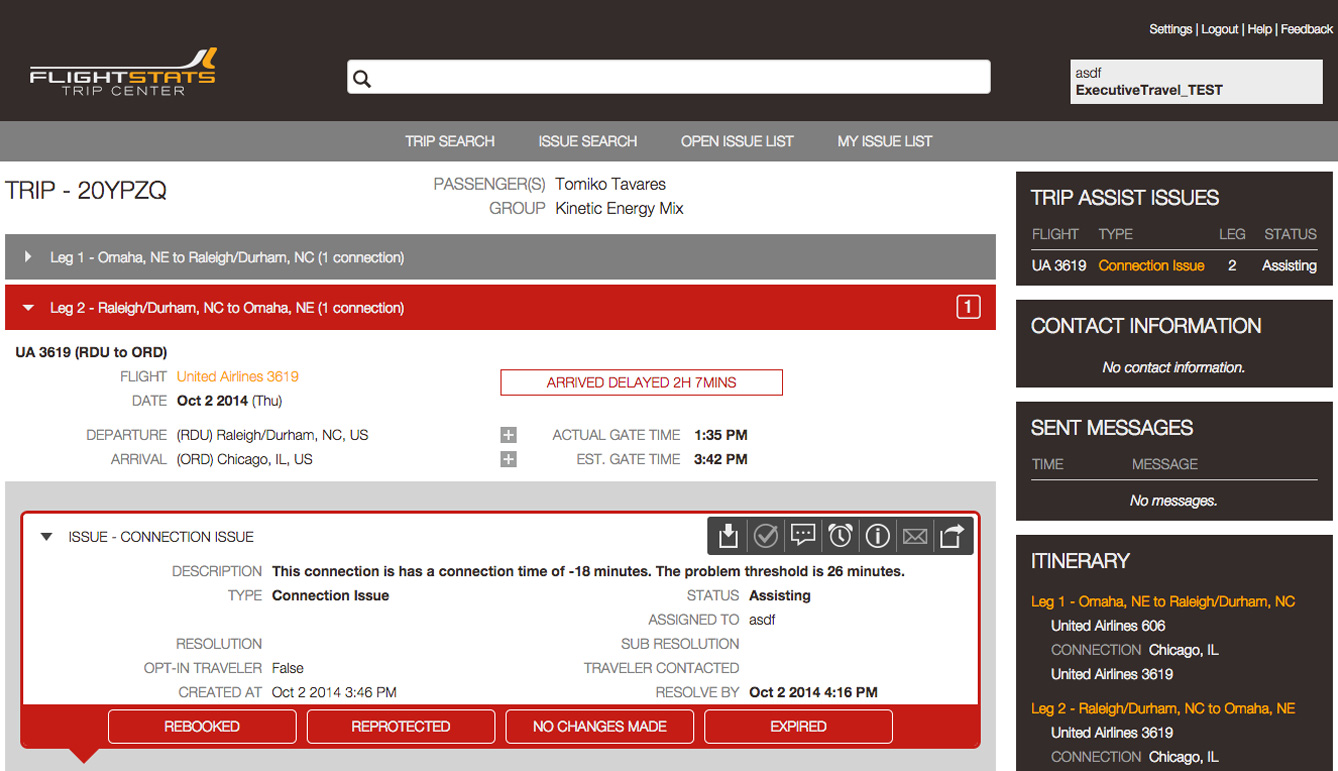 Settings | Logout | Help | Feedback
FLIGHTSTATS
TRIP CENTER
asdf
ExecutiveTravel_TEST
TRIP SEARCH ISSUE SEARCH OPEN ISSUE LIST MY ISSUE LIST
TRIP - 20YPZQ
PASSENGER(S) Tomiko Tavares
GROUP Kinetic Energy Mix
Leg 1 - Omaha, NE to Raleigh/Durham, NC (1 connection)
Leg 2 - Raleigh/Durham, NC to Omaha, NE (1 connection) 1
UA 3619 (RDU to ORD)
FLIGHT United Airlines 3619
ARRIVED DELAYED 2H 7MINS
DATE Oct 2 2014 (Thu)
DEPARTURE (RDU) Raleigh/Durham, NC, US ACTUAL GATE TIME 1:35 PM
ARRIVAL (ORD) Chicago, IL, US EST. GATE TIME 3:42 PM
ISSUE - CONNECTION ISSUE
DESCRIPTION This connection is has a connection time of -18 minutes. The problem threshold is 26 minutes.
TYPE Connection Issue STATUS Assisting
ASSIGNED TO asdf
RESOLUTION SUB RESOLUTION
OPT-IN TRAVELER False TRAVELER CONTACTED
CREATED AT Oct 2 2014 3:46 PM RESOLVE BY Oct 2 2014 4:16 PM
REBOOKED REPROTECTED NO CHANGES MADE EXPIRED
TRIP ASSIST ISSUES
FLIGHT TYPE LEG STATUS
UA 3619 Connection Issue 2 Assisting
CONTACT INFORMATION
No contact information.
SENT MESSAGES
TIME MESSAGE
No messages.
ITINERARY
Leg 1 - Omaha, NE to Raleigh/Durham, NC
United Airlines 606
CONNECTION Chicago, IL
United Airlines 3619
Leg 2 - Raleigh/Durham, NC to Omaha, NE
United Airlines 3619
CONNECTION Chicago, IL